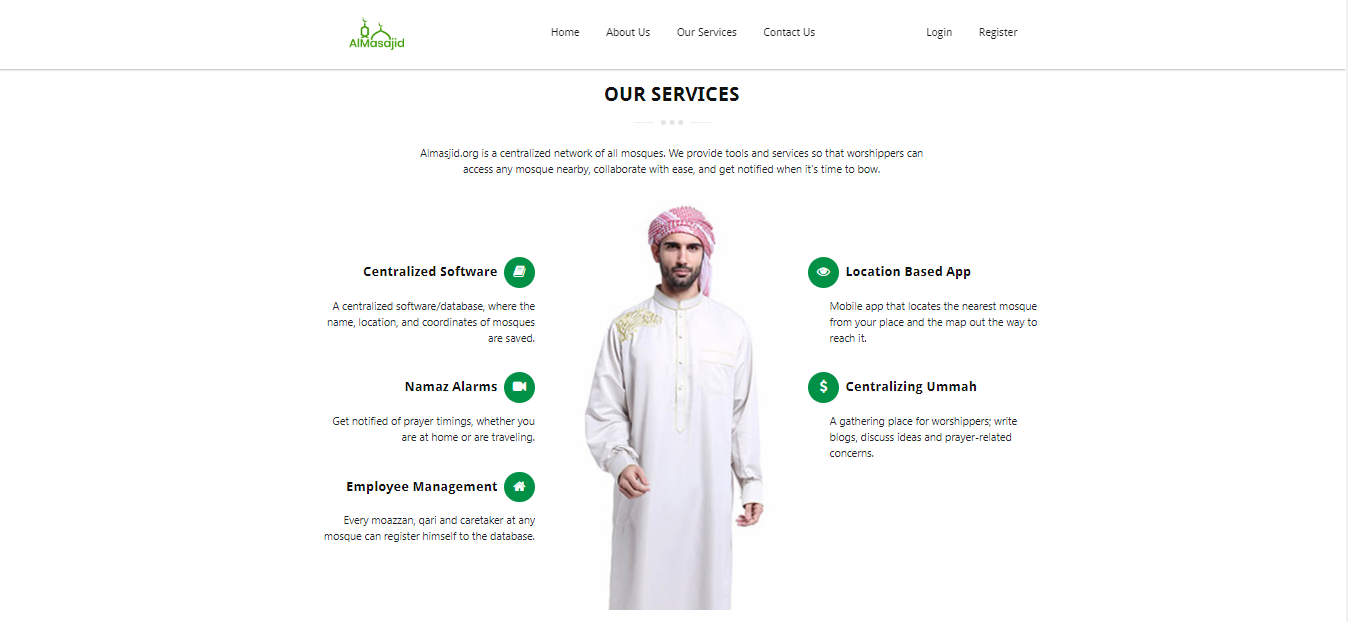 AlMasajid
Home
About Us
Our Services
Contact Us
Login
Register
OUR SERVICES
Almasjid.org is a centralized network of all mosques. We provide tools and services so that worshippers can
access any mosque nearby, collaborate with ease, and get notified when it's time to bow.
Centralized Software
A centralized software/database, where the
name, location, and coordinates of mosques
are saved.
Namaz Alarms
Get notified of prayer timings, whether you
are at home or are traveling.
Employee Management
Every moazzan, qari and caretaker at any
mosque can register himself to the database.
Location Based App
Mobile app that locates the nearest mosque
from your place and the map out the way to
reach it.
Centralizing Ummah
A gathering place for worshippers; write
blogs, discuss ideas and prayer-related
concerns.